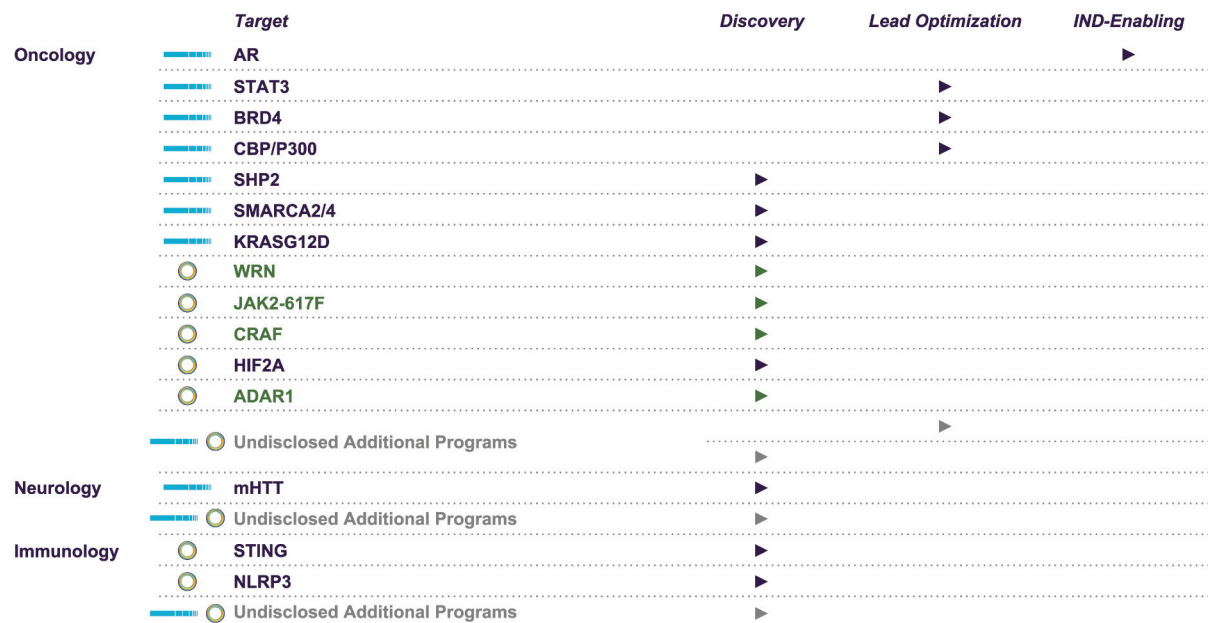 Target Discovery Lead Optimization IND-Enabling
Oncology AR
STAT3
BRD4
CBP/P300
SHP2
SMARCA2/4
KRASG12D
WRN
JAK2-617F
CRAF
HIF2A
ADAR1
Undisclosed Additional Programs
Neurology mHTT
Undisclosed Additional Programs
Immunology STING
NLRP3
Undisclosed Additional Programs